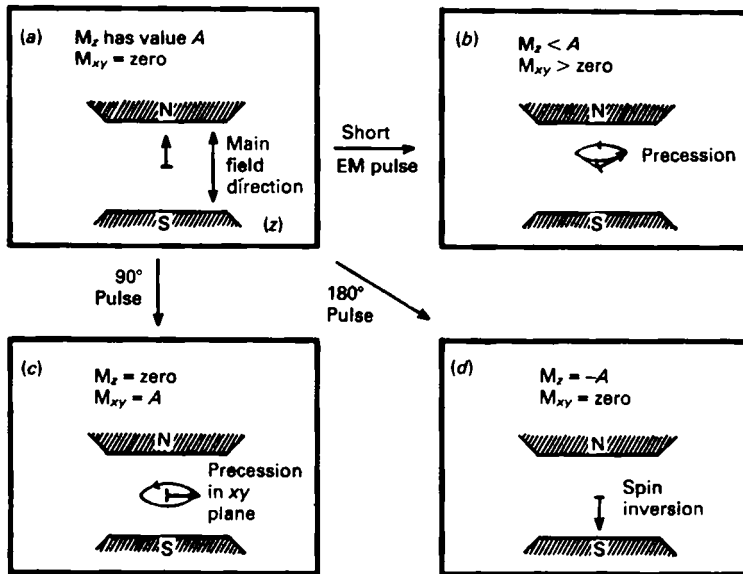 (a)
M_z has value A
M_xy = zero
N
Main
field
direction
S
(z)
Short
EM pulse
(b)
M_z < A
M_xy > zero
N
Precession
S
90°
Pulse
180°
Pulse
(c)
M_z = zero
M_xy = A
N
Precession
in xy
plane
S
(d)
M_z = –A
M_xy = zero
N
Spin
inversion
S